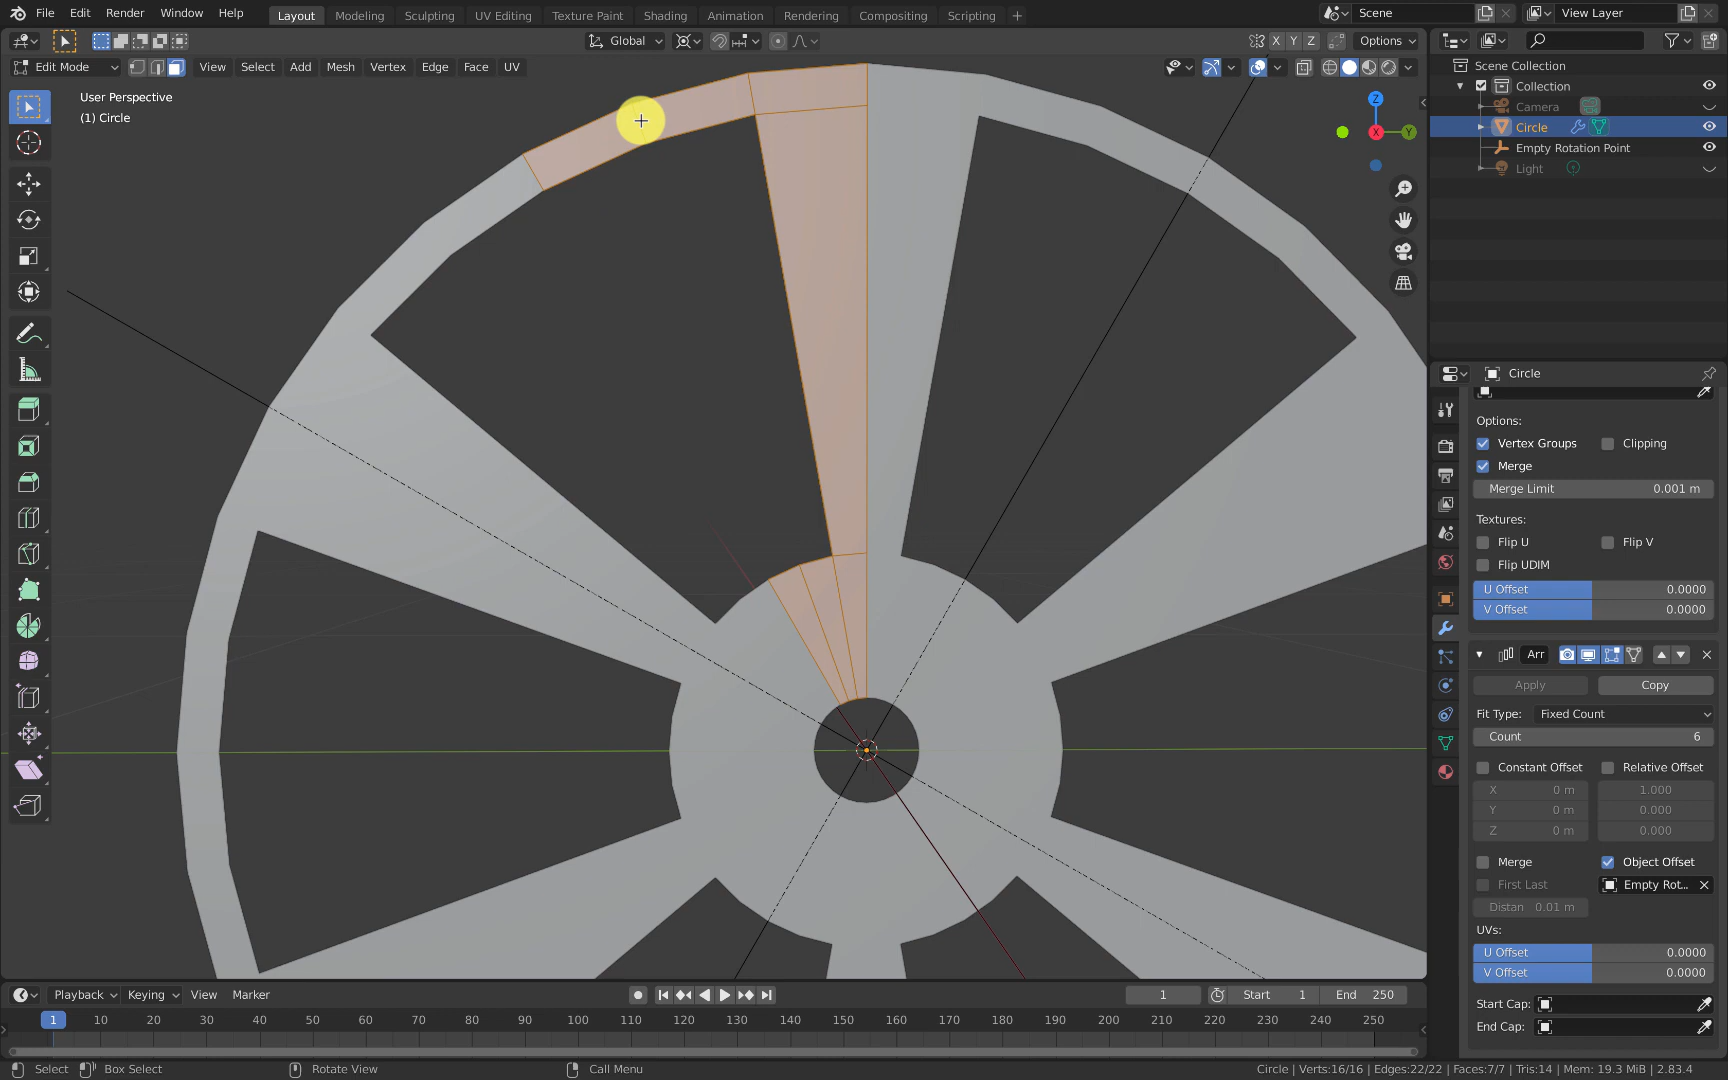 File Edit Render Window Help Layout Modeling Sculpting UV Editing Texture Paint Shading Animation Rendering Compositing Scripting + Scene View Layer
Global X Y Z Options
Edit Mode View Select Add Mesh Vertex Edge Face UV
User Perspective
(1) Circle
Z
X
Y
Scene Collection
Collection
Camera
Circle
Empty Rotation Point
Light
Circle
Options:
Vertex Groups Clipping
Merge
Merge Limit 0.001 m
Textures:
Flip U Flip V
Flip UDIM
U Offset 0.0000
V Offset 0.0000
Arr
Apply Copy
Fit Type: Fixed Count
Count 6
Constant Offset Relative Offset
X 0 m 1.000
Y 0 m 0.000
Z 0 m 0.000
Merge Object Offset
First Last Empty Rot...
Distan 0.01 m
UVs:
U Offset 0.0000
V Offset 0.0000
Start Cap:
End Cap:
Playback Keying View Marker 1 Start 1 End 250
1 10 20 30 40 50 60 70 80 90 100 110 120 130 140 150 160 170 180 190 200 210 220 230 240 250
Select Box Select Rotate View Call Menu Circle | Verts:16/16 | Edges:22/22 | Faces:7/7 | Tris:14 | Mem: 19.3 MiB | 2.83.4